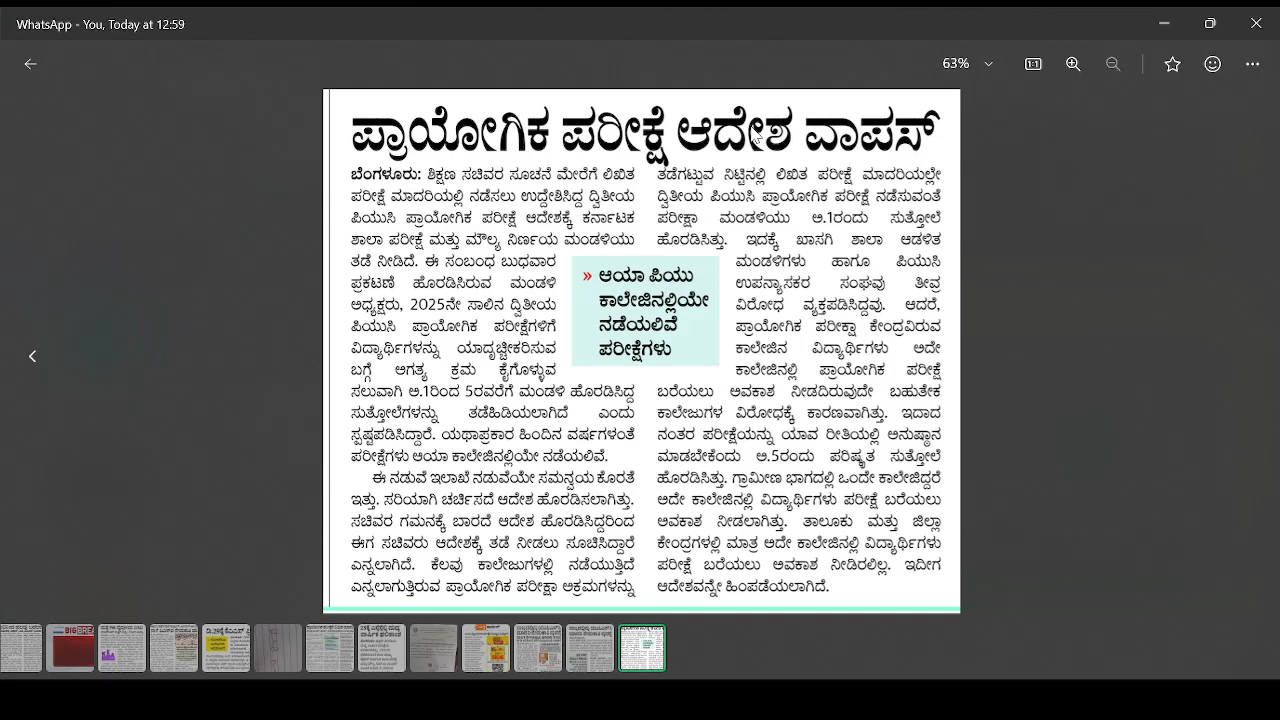 WhatsApp - You, Today at 12:59
63%
ಪ್ರಾಯೋಗಿಕ ಪರೀಕ್ಷೆ ಆದೇಶ ವಾಪಸ್
ಬೆಂಗಳೂರು: ಶಿಕ್ಷಣ ಸಚಿವರ ಸೂಚನೆ ಮೇರೆಗೆ ಲಿಖಿತ
ಪರೀಕ್ಷೆ ಮಾದರಿಯಲ್ಲಿ ನಡೆಸಲು ಉದ್ದೇಶಿಸಿದ್ದ ದ್ವಿತೀಯ
ಪಿಯುಸಿ ಪ್ರಾಯೋಗಿಕ ಪರೀಕ್ಷೆ ಆದೇಶಕ್ಕೆ ಕರ್ನಾಟಕ
ಶಾಲಾ ಪರೀಕ್ಷೆ ಮತ್ತು ಮೌಲ್ಯ ನಿರ್ಣಯ ಮಂಡಳಿಯು
ತಡೆ ನೀಡಿದೆ. ಈ ಸಂಬಂಧ ಬುಧವಾರ
ಪ್ರಕಟಣೆ ಹೊರಡಿಸಿರುವ ಮಂಡಳಿ
ಅಧ್ಯಕ್ಷರು, 2025ನೇ ಸಾಲಿನ ದ್ವಿತೀಯ
ಪಿಯುಸಿ ಪ್ರಾಯೋಗಿಕ ಪರೀಕ್ಷೆಗಳಿಗೆ
ವಿದ್ಯಾರ್ಥಿಗಳನ್ನು ಯಾದೃಚ್ಛೀಕರಿಸುವ
ಬಗ್ಗೆ ಅಗತ್ಯ ಕ್ರಮ ಕೈಗೊಳ್ಳುವ
ಸಲುವಾಗಿ ಅ.1ರಿಂದ 5ರವರೆಗೆ ಮಂಡಳಿ ಹೊರಡಿಸಿದ್ದ
ಸುತ್ತೋಲೆಗಳನ್ನು ತಡೆಹಿಡಿಯಲಾಗಿದೆ ಎಂದು
ಸ್ಪಷ್ಟಪಡಿಸಿದ್ದಾರೆ. ಯಥಾಪ್ರಕಾರ ಹಿಂದಿನ ವರ್ಷಗಳಂತೆ
ಪರೀಕ್ಷೆಗಳು ಆಯಾ ಕಾಲೇಜಿನಲ್ಲಿಯೇ ನಡೆಯಲಿವೆ.
ಈ ನಡುವೆ ಇಲಾಖೆ ನಡುವೆಯೇ ಸಮನ್ವಯ ಕೊರತೆ
ಇತ್ತು. ಸರಿಯಾಗಿ ಚರ್ಚಿಸದೆ ಆದೇಶ ಹೊರಡಿಸಲಾಗಿತ್ತು.
ಸಚಿವರ ಗಮನಕ್ಕೆ ಬಾರದೆ ಆದೇಶ ಹೊರಡಿಸಿದ್ದರಿಂದ
ಈಗ ಸಚಿವರು ಆದೇಶಕ್ಕೆ ತಡೆ ನೀಡಲು ಸೂಚಿಸಿದ್ದಾರೆ
ಎನ್ನಲಾಗಿದೆ. ಕೆಲವು ಕಾಲೇಜುಗಳಲ್ಲಿ ನಡೆಯುತ್ತಿದೆ
ಎನ್ನಲಾಗುತ್ತಿರುವ ಪ್ರಾಯೋಗಿಕ ಪರೀಕ್ಷಾ ಅಕ್ರಮಗಳನ್ನು
» ಆಯಾ ಪಿಯು
ಕಾಲೇಜಿನಲ್ಲಿಯೇ
ನಡೆಯಲಿವೆ
ಪರೀಕ್ಷೆಗಳು
ತಡೆಗಟ್ಟುವ ನಿಟ್ಟಿನಲ್ಲಿ ಲಿಖಿತ ಪರೀಕ್ಷೆ ಮಾದರಿಯಲ್ಲೇ
ದ್ವಿತೀಯ ಪಿಯುಸಿ ಪ್ರಾಯೋಗಿಕ ಪರೀಕ್ಷೆ ನಡೆಸುವಂತೆ
ಪರೀಕ್ಷಾ ಮಂಡಳಿಯು ಅ.1ರಂದು ಸುತ್ತೋಲೆ
ಹೊರಡಿಸಿತ್ತು. ಇದಕ್ಕೆ ಖಾಸಗಿ ಶಾಲಾ ಆಡಳಿತ
ಮಂಡಳಿಗಳು ಹಾಗೂ ಪಿಯುಸಿ
ಉಪನ್ಯಾಸಕರ ಸಂಘವು ತೀವ್ರ
ವಿರೋಧ ವ್ಯಕ್ತಪಡಿಸಿದ್ದವು. ಆದರೆ,
ಪ್ರಾಯೋಗಿಕ ಪರೀಕ್ಷಾ ಕೇಂದ್ರವಿರುವ
ಕಾಲೇಜಿನ ವಿದ್ಯಾರ್ಥಿಗಳು ಅದೇ
ಕಾಲೇಜಿನಲ್ಲಿ ಪ್ರಾಯೋಗಿಕ ಪರೀಕ್ಷೆ
ಬರೆಯಲು ಅವಕಾಶ ನೀಡದಿರುವುದೇ ಬಹುತೇಕ
ಕಾಲೇಜುಗಳ ವಿರೋಧಕ್ಕೆ ಕಾರಣವಾಗಿತ್ತು. ಇದಾದ
ನಂತರ ಪರೀಕ್ಷೆಯನ್ನು ಯಾವ ರೀತಿಯಲ್ಲಿ ಅನುಷ್ಠಾನ
ಮಾಡಬೇಕೆಂದು ಅ.5ರಂದು ಪರಿಷ್ಕೃತ ಸುತ್ತೋಲೆ
ಹೊರಡಿಸಿತ್ತು. ಗ್ರಾಮೀಣ ಭಾಗದಲ್ಲಿ ಒಂದೇ ಕಾಲೇಜಿದ್ದರೆ
ಅದೇ ಕಾಲೇಜಿನಲ್ಲಿ ವಿದ್ಯಾರ್ಥಿಗಳು ಪರೀಕ್ಷೆ ಬರೆಯಲು
ಅವಕಾಶ ನೀಡಲಾಗಿತ್ತು. ತಾಲೂಕು ಮತ್ತು ಜಿಲ್ಲಾ
ಕೇಂದ್ರಗಳಲ್ಲಿ ಮಾತ್ರ ಅದೇ ಕಾಲೇಜಿನಲ್ಲಿ ವಿದ್ಯಾರ್ಥಿಗಳು
ಪರೀಕ್ಷೆ ಬರೆಯಲು ಅವಕಾಶ ನೀಡಿರಲಿಲ್ಲ. ಇದೀಗ
ಆದೇಶವನ್ನೇ ಹಿಂಪಡೆಯಲಾಗಿದೆ.